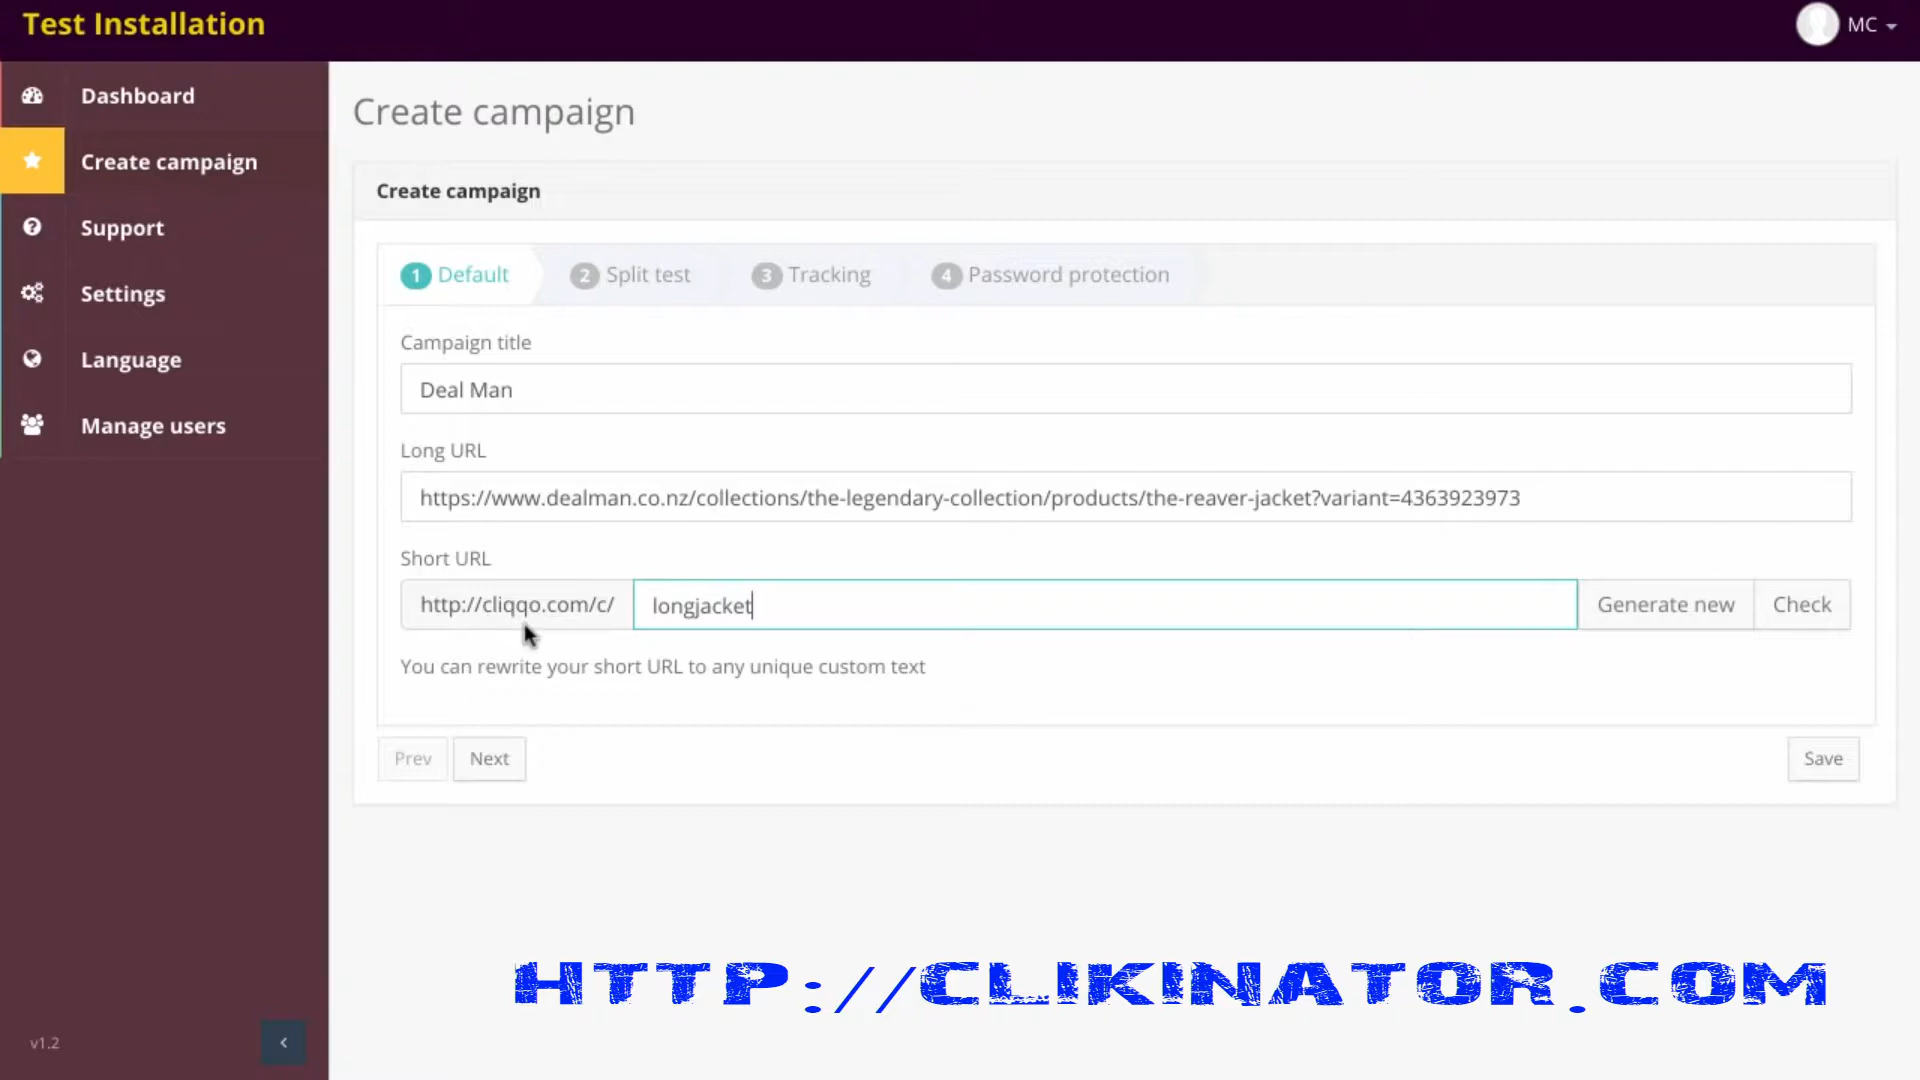 Test Installation
MC
Dashboard
Create campaign
Support
Settings
Language
Manage users
v1.2
Create campaign
Create campaign
1 Default
2 Split test
3 Tracking
4 Password protection
Campaign title
Deal Man
Long URL
https://www.dealman.co.nz/collections/the-legendary-collection/products/the-reaver-jacket?variant=4363923973
Short URL
http://cliqqo.com/c/ longjacket Generate new Check
You can rewrite your short URL to any unique custom text
Prev Next Save
HTTP://CLIKINATOR.COM